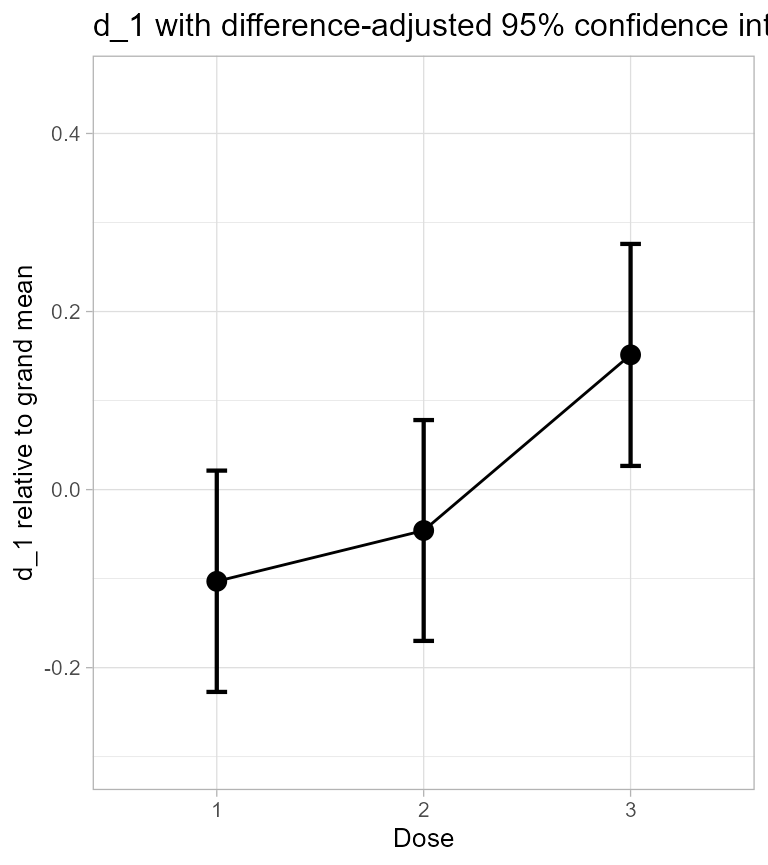 d_1 with difference-adjusted 95% confidence int
d_1 relative to grand mean
0.4
0.2
0.0
-0.2
1 2 3
Dose